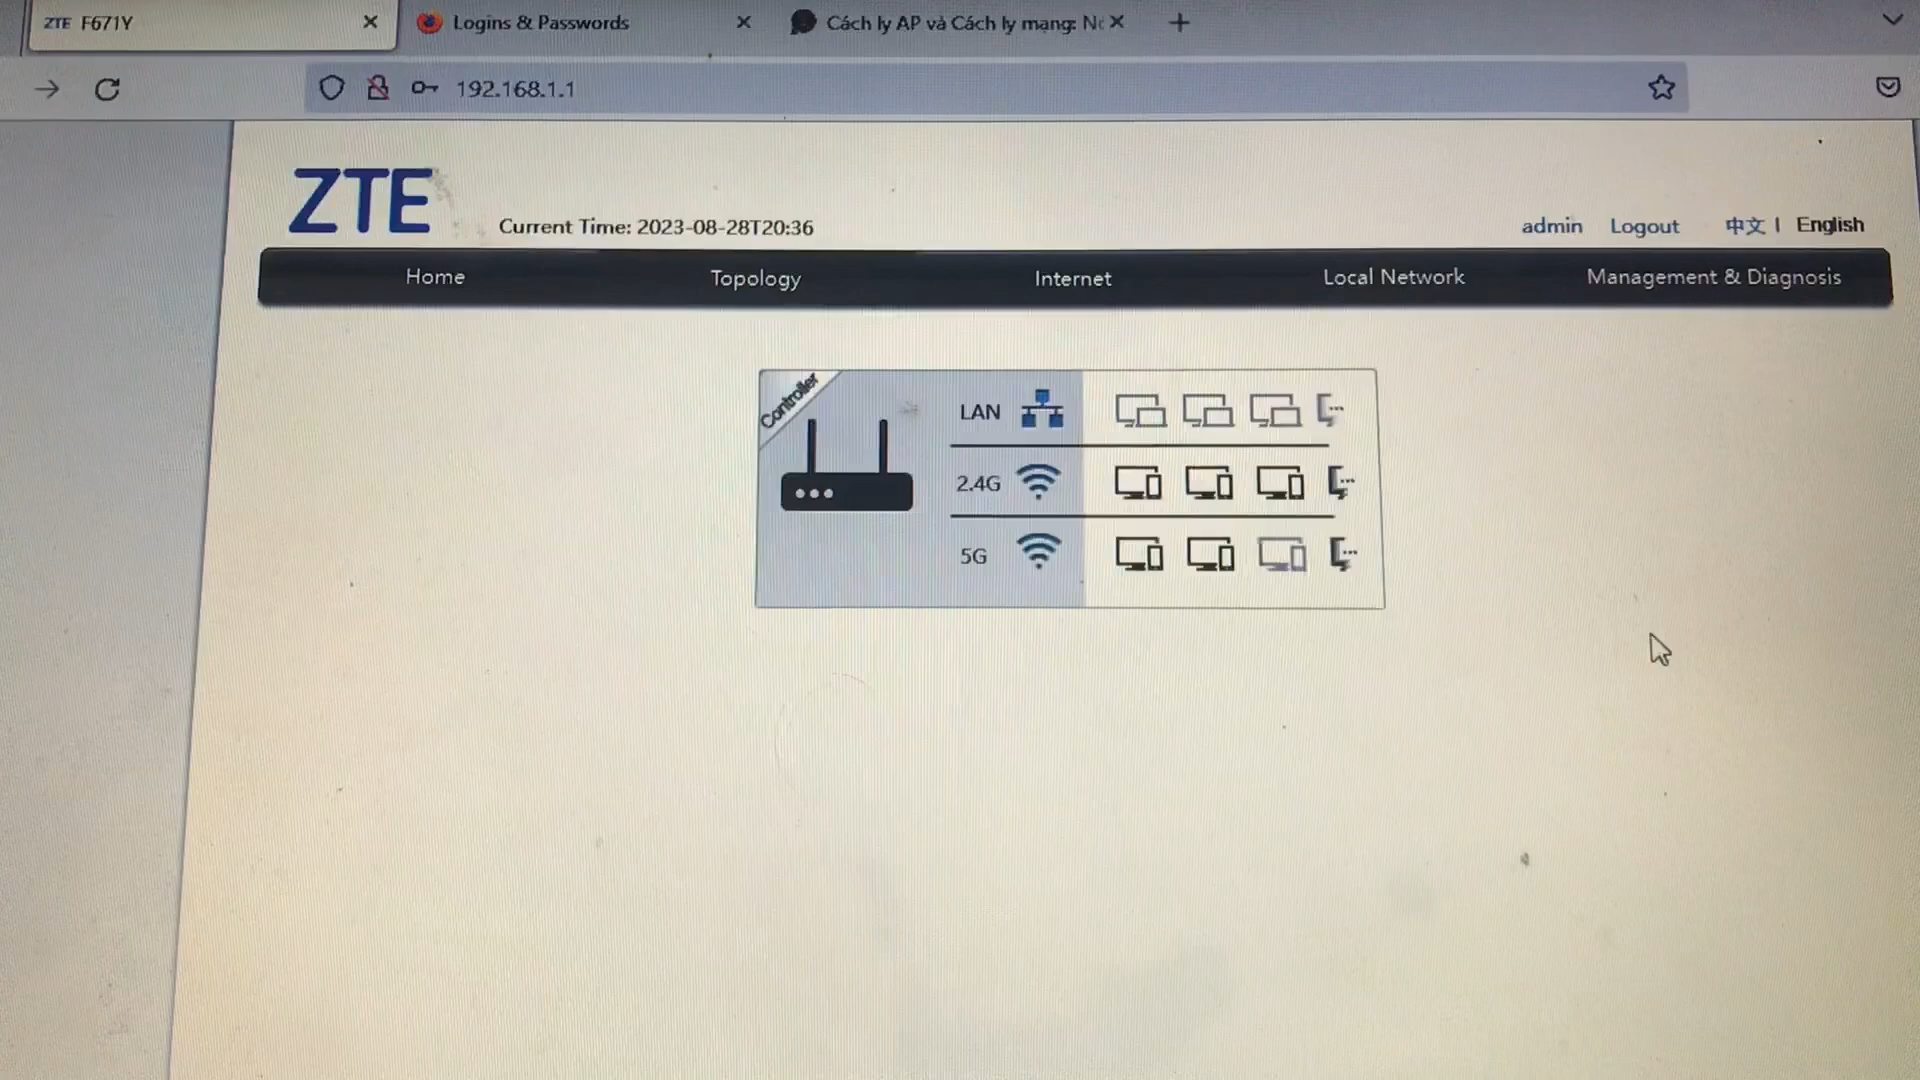 ZTE F671Y
Logins & Passwords
Cách ly AP và Cách ly mạng:
192.168.1.1
ZTE
Current Time: 2023-08-28T20:36
admin Logout 中文 | English
Home Topology Internet Local Network Management & Diagnosis
Controller
LAN
2.4G
5G